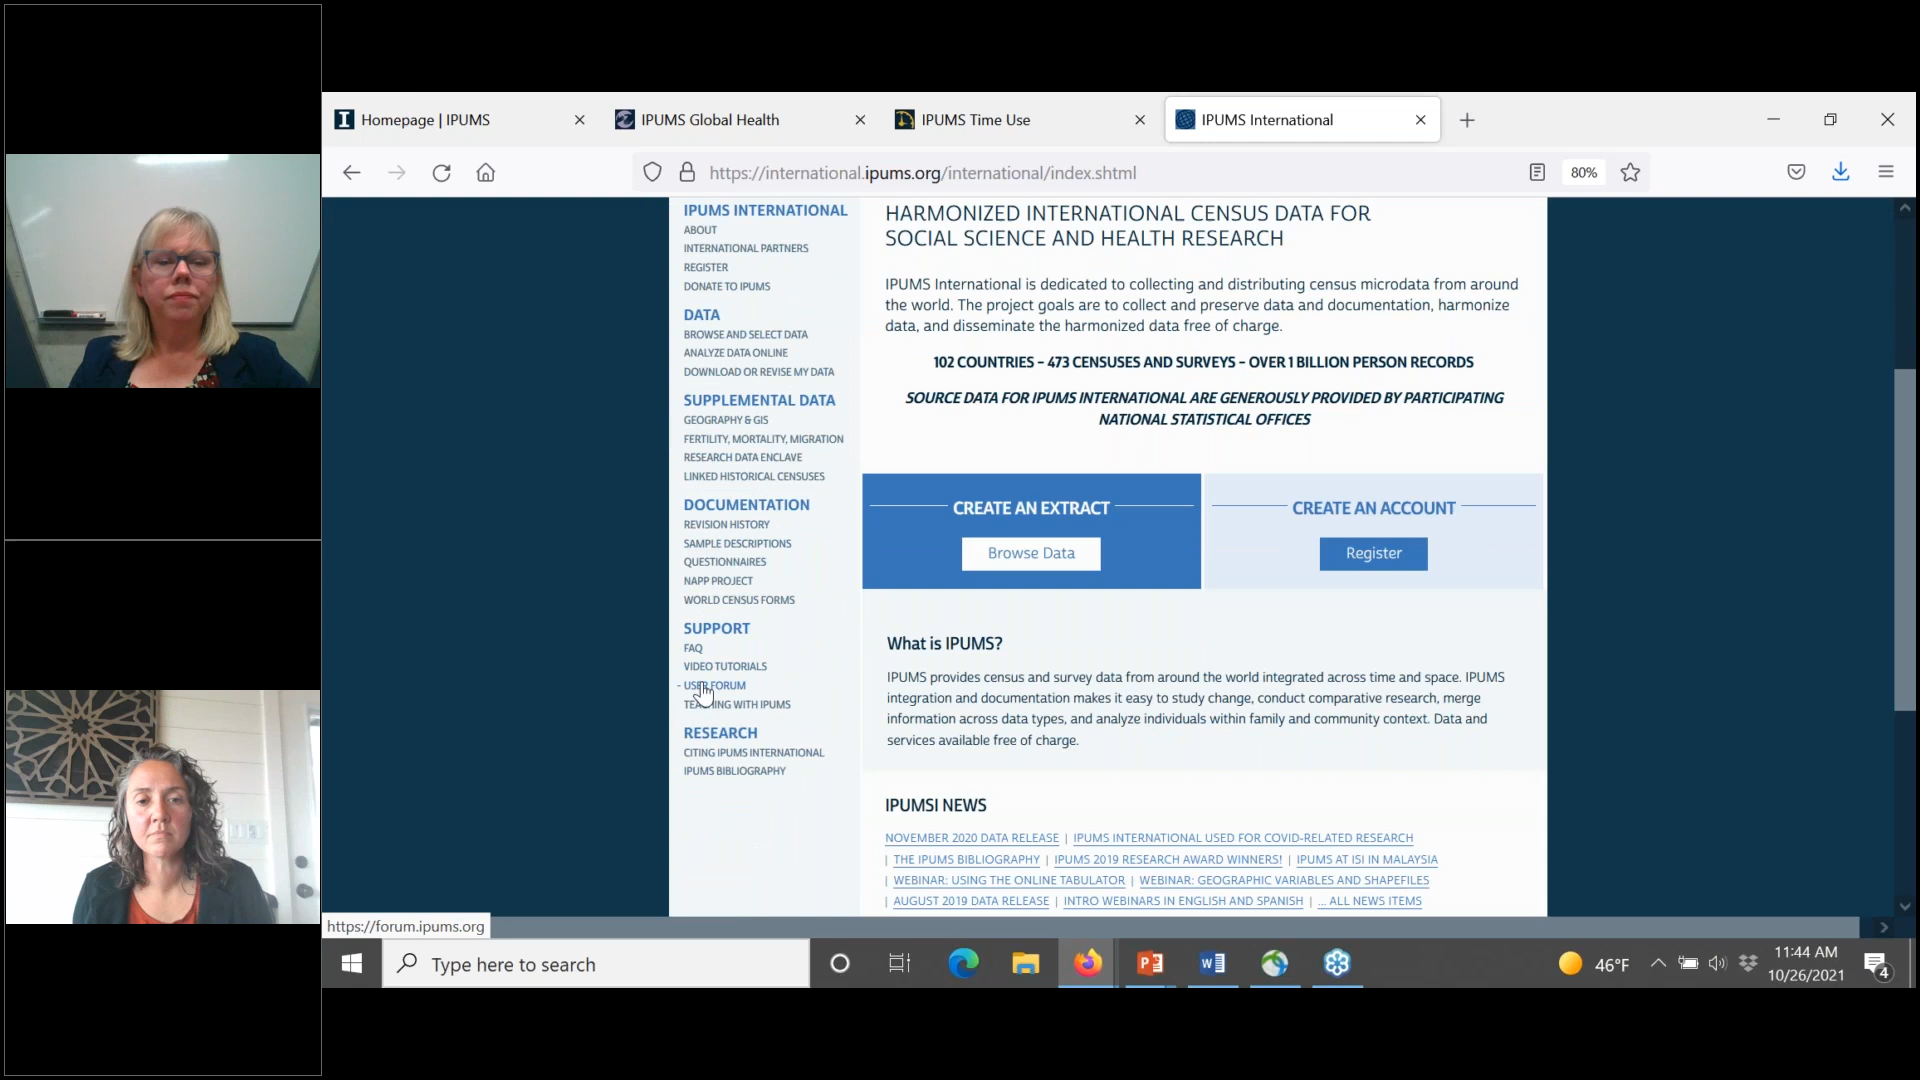 Homepage | IPUMS
IPUMS Global Health
IPUMS Time Use
IPUMS International
https://international.ipums.org/international/index.shtml
80%
IPUMS INTERNATIONAL
ABOUT
INTERNATIONAL PARTNERS
REGISTER
DONATE TO IPUMS
DATA
BROWSE AND SELECT DATA
ANALYZE DATA ONLINE
DOWNLOAD OR REVISE MY DATA
SUPPLEMENTAL DATA
GEOGRAPHY & GIS
FERTILITY, MORTALITY, MIGRATION
RESEARCH DATA ENCLAVE
LINKED HISTORICAL CENSUSES
DOCUMENTATION
REVISION HISTORY
SAMPLE DESCRIPTIONS
QUESTIONNAIRES
NAPP PROJECT
WORLD CENSUS FORMS
SUPPORT
FAQ
VIDEO TUTORIALS
- USER FORUM
TEACHING WITH IPUMS
RESEARCH
CITING IPUMS INTERNATIONAL
IPUMS BIBLIOGRAPHY
HARMONIZED INTERNATIONAL CENSUS DATA FOR
SOCIAL SCIENCE AND HEALTH RESEARCH
IPUMS International is dedicated to collecting and distributing census microdata from around
the world. The project goals are to collect and preserve data and documentation, harmonize
data, and disseminate the harmonized data free of charge.
102 COUNTRIES – 473 CENSUSES AND SURVEYS – OVER 1 BILLION PERSON RECORDS
SOURCE DATA FOR IPUMS INTERNATIONAL ARE GENEROUSLY PROVIDED BY PARTICIPATING
NATIONAL STATISTICAL OFFICES
CREATE AN EXTRACT
Browse Data
CREATE AN ACCOUNT
Register
What is IPUMS?
IPUMS provides census and survey data from around the world integrated across time and space. IPUMS
integration and documentation makes it easy to study change, conduct comparative research, merge
information across data types, and analyze individuals within family and community context. Data and
services available free of charge.
IPUMSI NEWS
NOVEMBER 2020 DATA RELEASE | IPUMS INTERNATIONAL USED FOR COVID-RELATED RESEARCH
| THE IPUMS BIBLIOGRAPHY | IPUMS 2019 RESEARCH AWARD WINNERS! | IPUMS AT ISI IN MALAYSIA
| WEBINAR: USING THE ONLINE TABULATOR | WEBINAR: GEOGRAPHIC VARIABLES AND SHAPEFILES
| AUGUST 2019 DATA RELEASE | INTRO WEBINARS IN ENGLISH AND SPANISH | ... ALL NEWS ITEMS
https://forum.ipums.org
Type here to search
46°F
11:44 AM
10/26/2021
4